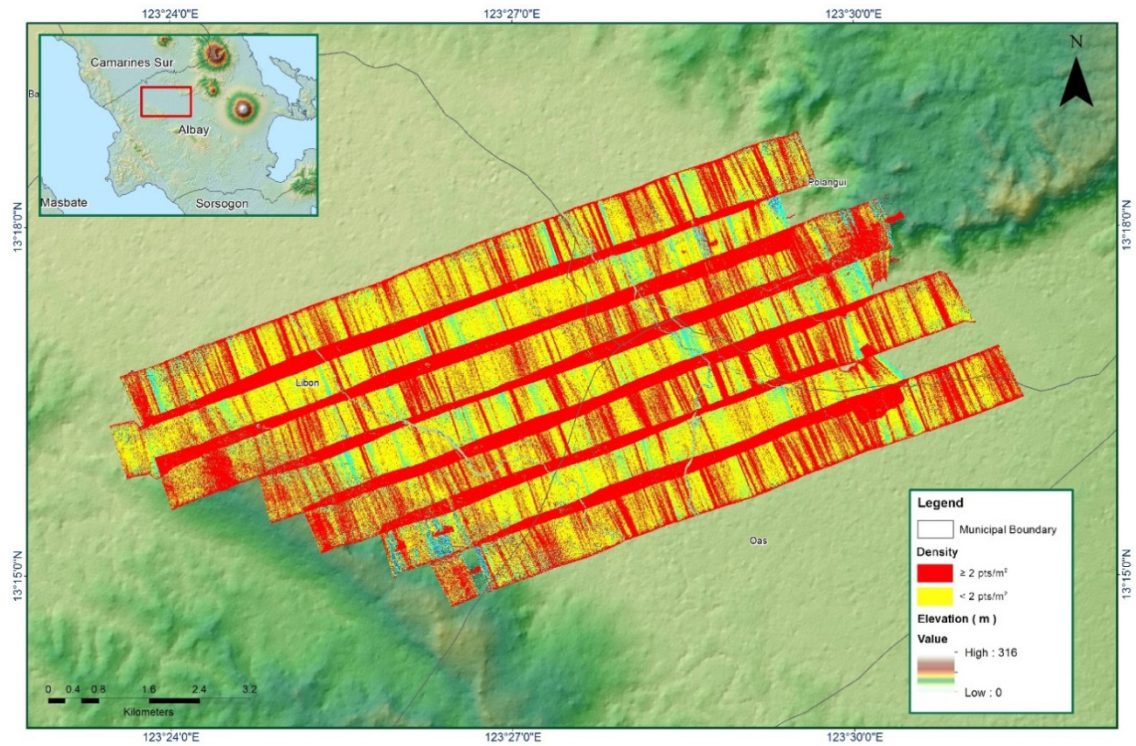 123°24'0"E 123°27'0"E 123°30'0"E
Camarines Sur
Ba
Albay
Masbate
Sorsogon
N
13°18'0"N
13°18'0"N
Polangui
Libon
Oas
13°15'0"N
13°15'0"N
Legend
Municipal Boundary
Density
≥ 2 pts/m²
< 2 pts/m²
Elevation ( m )
Value
High : 316
Low : 0
0 0.4 0.8 1.6 2.4 3.2
Kilometers
123°24'0"E 123°27'0"E 123°30'0"E